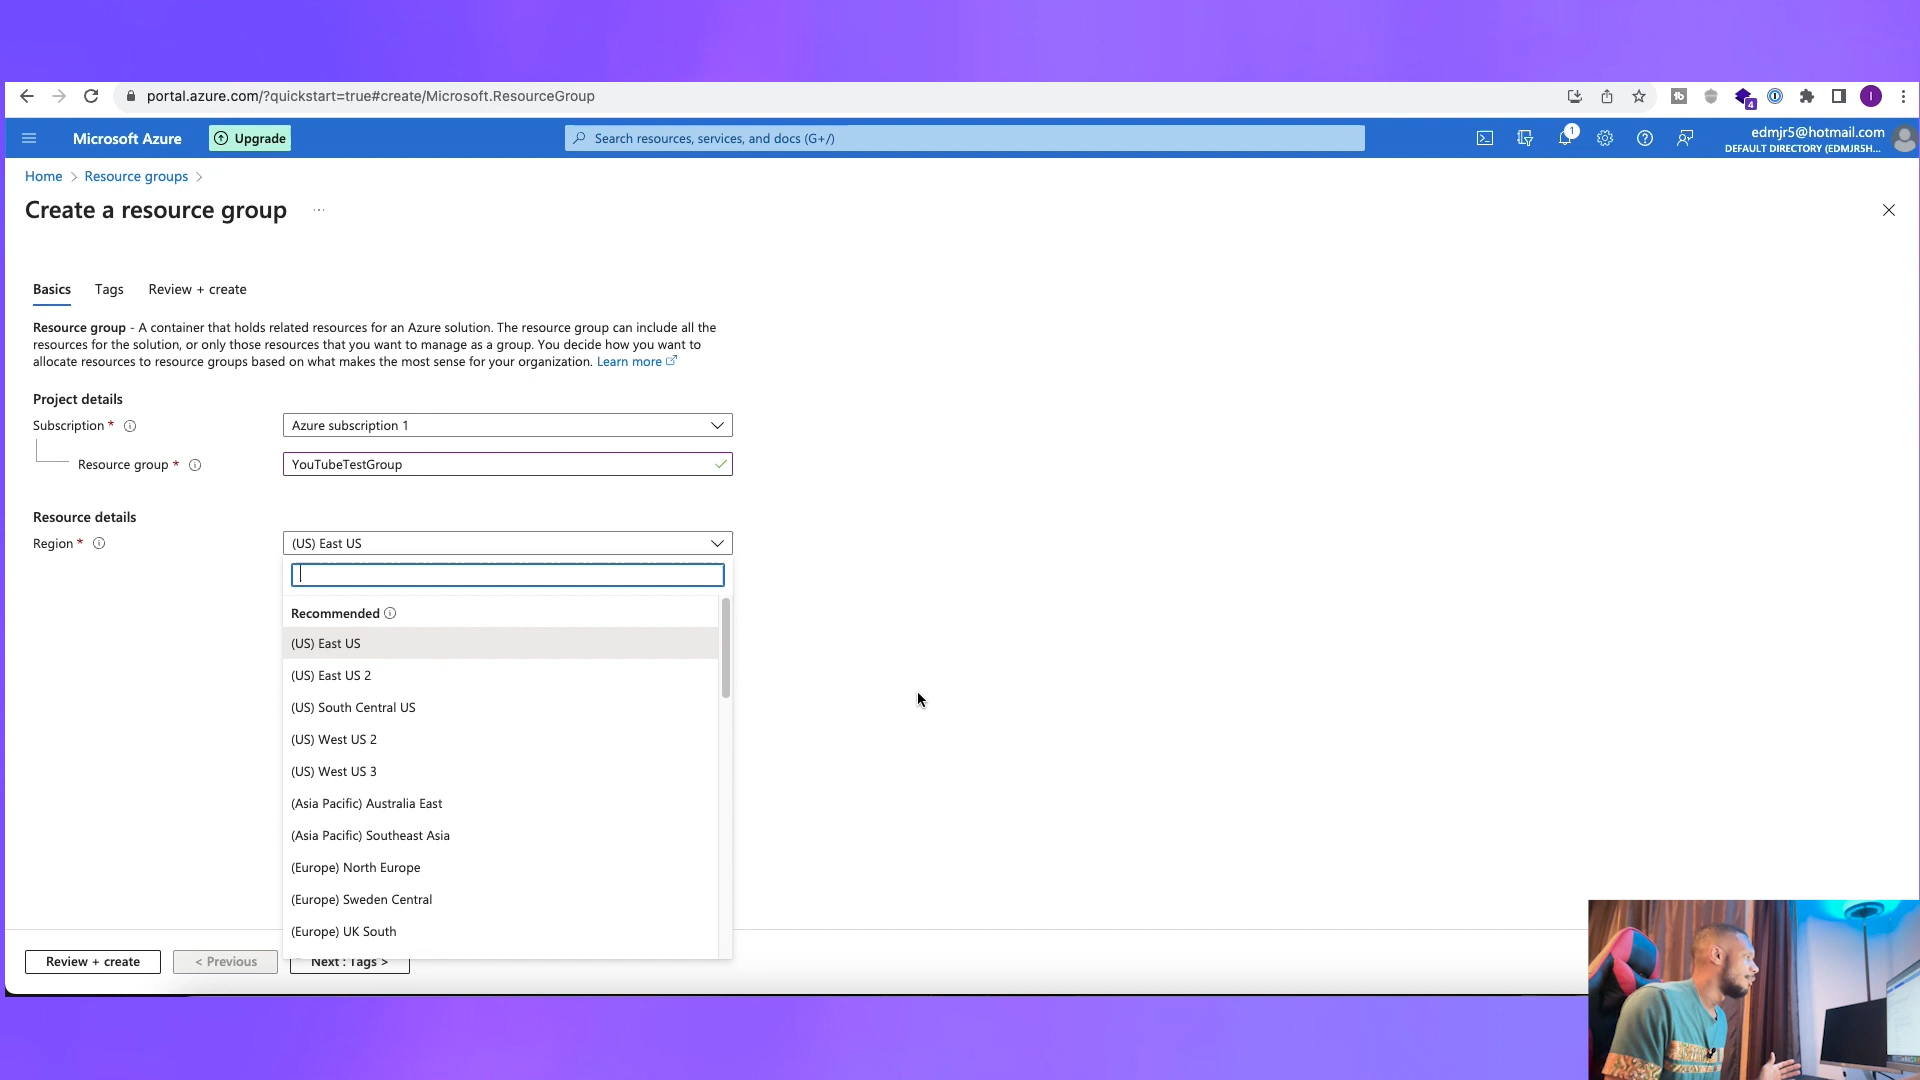 portal.azure.com/?quickstart=true#create/Microsoft.ResourceGroup
4
I
Microsoft Azure
Upgrade
Search resources, services, and docs (G+/)
1
edmjr5@hotmail.com
DEFAULT DIRECTORY (EDMJR5H...
Home > Resource groups >
Create a resource group ...
Basics Tags Review + create
Resource group - A container that holds related resources for an Azure solution. The resource group can include all the
resources for the solution, or only those resources that you want to manage as a group. You decide how you want to
allocate resources to resource groups based on what makes the most sense for your organization. Learn more
Project details
Subscription *
Azure subscription 1
Resource group *
YouTubeTestGroup
Resource details
Region *
(US) East US
Recommended
(US) East US
(US) East US 2
(US) South Central US
(US) West US 2
(US) West US 3
(Asia Pacific) Australia East
(Asia Pacific) Southeast Asia
(Europe) North Europe
(Europe) Sweden Central
(Europe) UK South
Review + create
< Previous
Next : Tags >